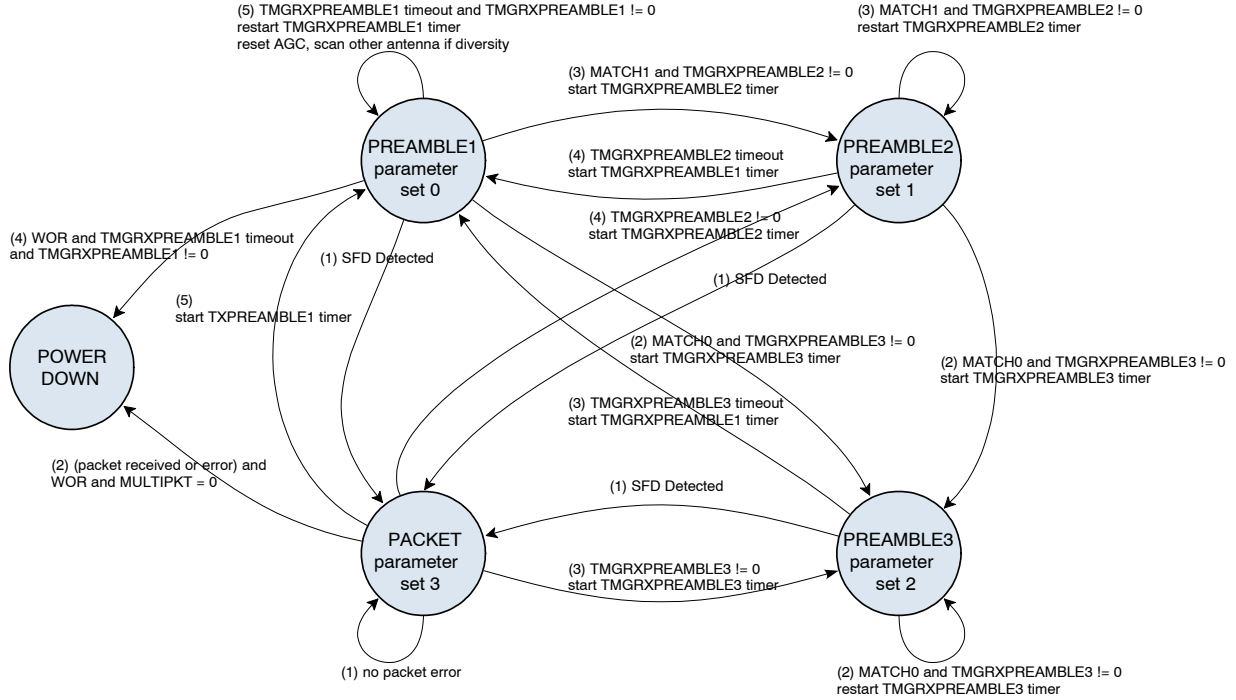 (5) TMGRXPREAMBLE1 timeout and TMGRXPREAMBLE1 != 0
restart TMGRXPREAMBLE1 timer
reset AGC, scan other antenna if diversity
(3) MATCH1 and TMGRXPREAMBLE2 != 0
restart TMGRXPREAMBLE2 timer
(3) MATCH1 and TMGRXPREAMBLE2 != 0
start TMGRXPREAMBLE2 timer
PREAMBLE1
parameter
set 0
PREAMBLE2
parameter
set 1
(4) TMGRXPREAMBLE2 timeout
start TMGRXPREAMBLE1 timer
(4) TMGRXPREAMBLE2 != 0
start TMGRXPREAMBLE2 timer
(4) WOR and TMGRXPREAMBLE1 timeout
and TMGRXPREAMBLE1 != 0
(1) SFD Detected
(1) SFD Detected
(5)
start TXPREAMBLE1 timer
(2) MATCH0 and TMGRXPREAMBLE3 != 0
start TMGRXPREAMBLE3 timer
(2) MATCH0 and TMGRXPREAMBLE3 != 0
start TMGRXPREAMBLE3 timer
POWER
DOWN
(3) TMGRXPREAMBLE3 timeout
start TMGRXPREAMBLE1 timer
(2) (packet received or error) and
WOR and MULTIPKT = 0
(1) SFD Detected
PACKET
parameter
set 3
PREAMBLE3
parameter
set 2
(3) TMGRXPREAMBLE3 != 0
start TMGRXPREAMBLE3 timer
(1) no packet error
(2) MATCH0 and TMGRXPREAMBLE3 != 0
restart TMGRXPREAMBLE3 timer